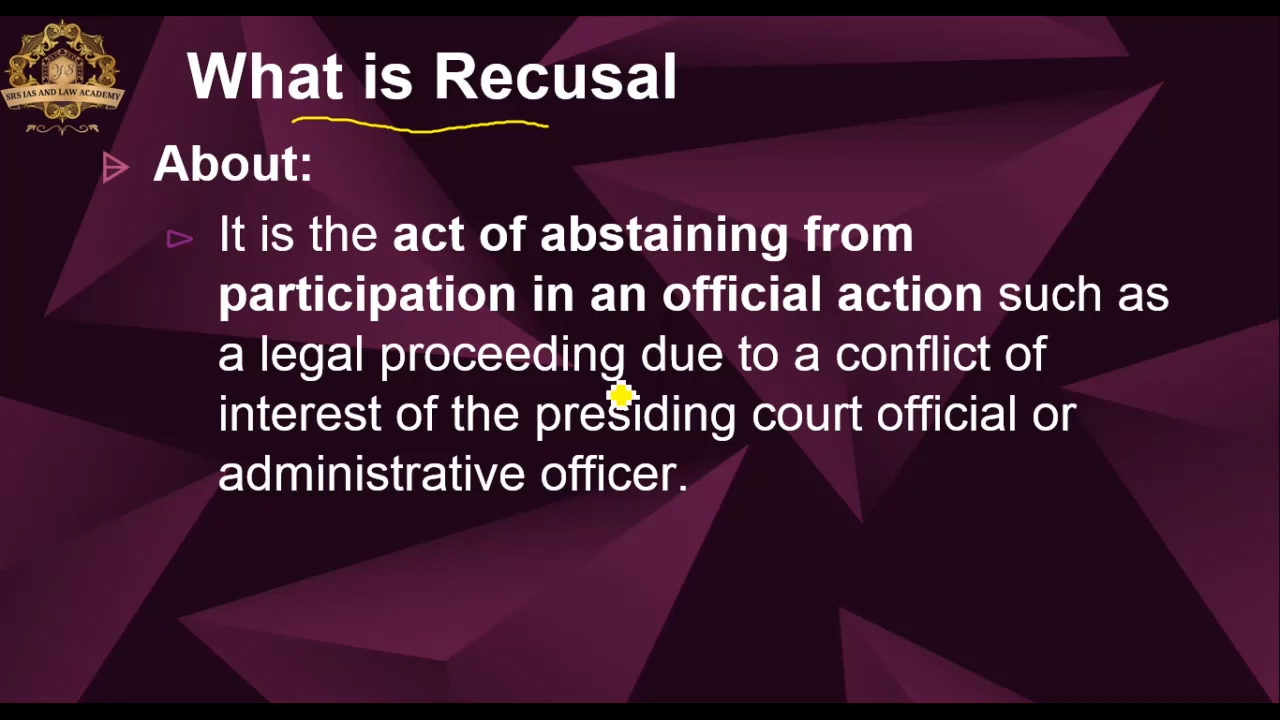 YS
SRS IAS AND LAW ACADEMY
What is Recusal
About:
It is the act of abstaining from
participation in an official action such as
a legal proceeding due to a conflict of
interest of the presiding court official or
administrative officer.